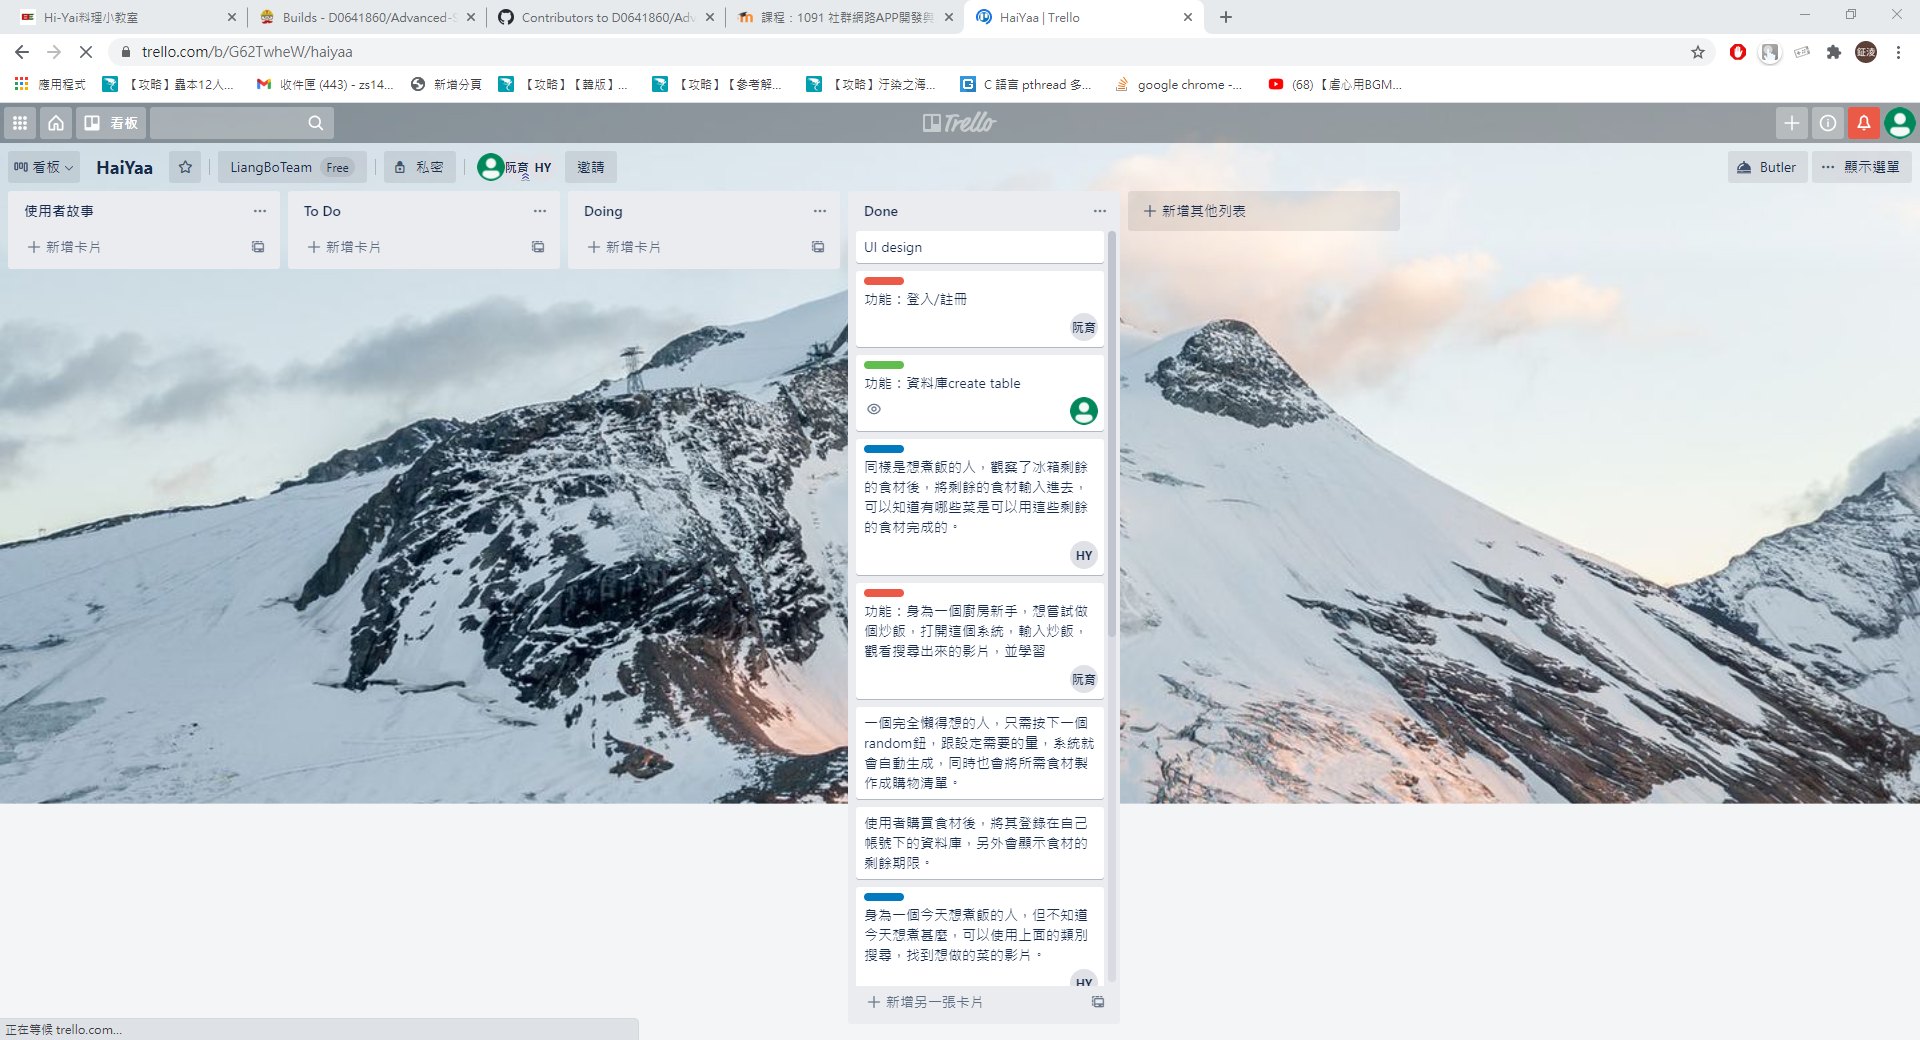 Hi-Yai料理小教室
Builds - D0641860/Advanced-S
Contributors to D0641860/Adv
課程：1091 社群網路APP開發與
HaiYaa | Trello
trello.com/b/G62TwheW/haiyaa
鉦淩
應用程式
【攻略】蟲本12人...
收件匣 (443) - zs14...
新增分頁
【攻略】【韓版】...
【攻略】【參考解...
【攻略】汙染之海...
C 語言 pthread 多...
google chrome -...
(68) 【虐心用BGM...
看板
Trello
看板
HaiYaa
LiangBoTeam Free
私密
阮育
HY
邀請
Butler
顯示選單
使用者故事
新增卡片
To Do
新增卡片
Doing
新增卡片
Done
UI design
功能：登入/註冊
阮育
功能：資料庫create table
同樣是想煮飯的人，觀察了冰箱剩餘
的食材後，將剩餘的食材輸入進去，
可以知道有哪些菜是可以用這些剩餘
的食材完成的。
HY
功能：身為一個廚房新手，想嘗試做
個炒飯，打開這個系統，輸入炒飯，
觀看搜尋出來的影片，並學習
阮育
一個完全懶得想的人，只需按下一個
random鈕，跟設定需要的量，系統就
會自動生成，同時也會將所需食材製
作成購物清單。
使用者購買食材後，將其登錄在自己
帳號下的資料庫，另外會顯示食材的
剩餘期限。
身為一個今天想煮飯的人，但不知道
今天想煮甚麼，可以使用上面的類別
搜尋，找到想做的菜的影片。
HY
新增另一張卡片
新增其他列表
正在等候 trello.com...